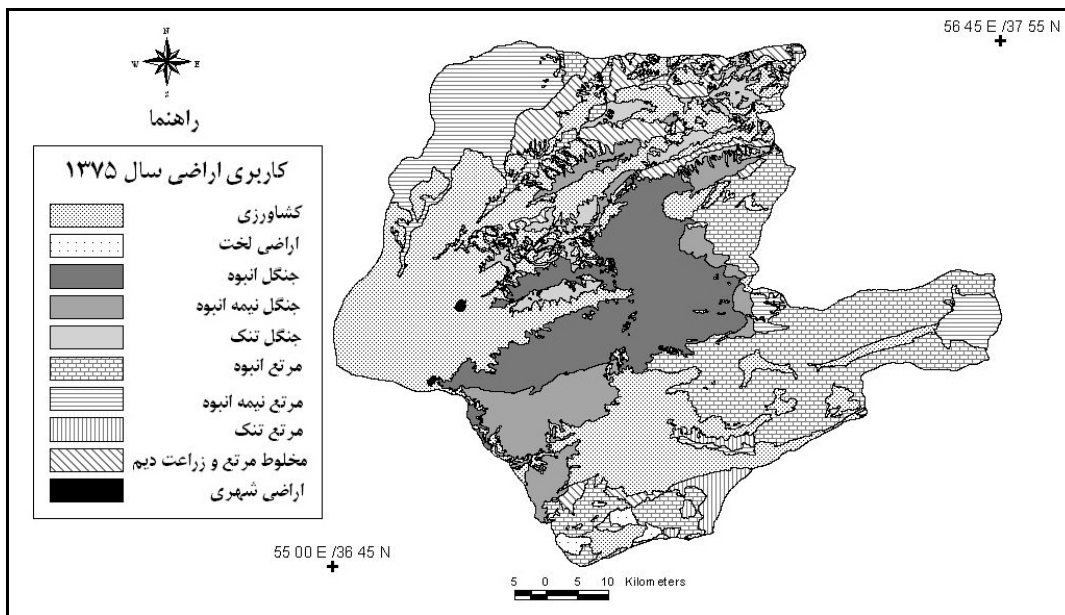 56 45 E /37 55 N
N
W E
S
راهنما
کاربری اراضی سال ۱۳۷۵
کشاورزی
اراضی لخت
جنگل انبوه
جنگل نیمه انبوه
جنگل تنک
مرتع انبوه
مرتع نیمه انبوه
مرتع تنک
مخلوط مرتع و زراعت دیم
اراضی شهری
55 00 E /36 45 N
5 0 5 10 Kilometers